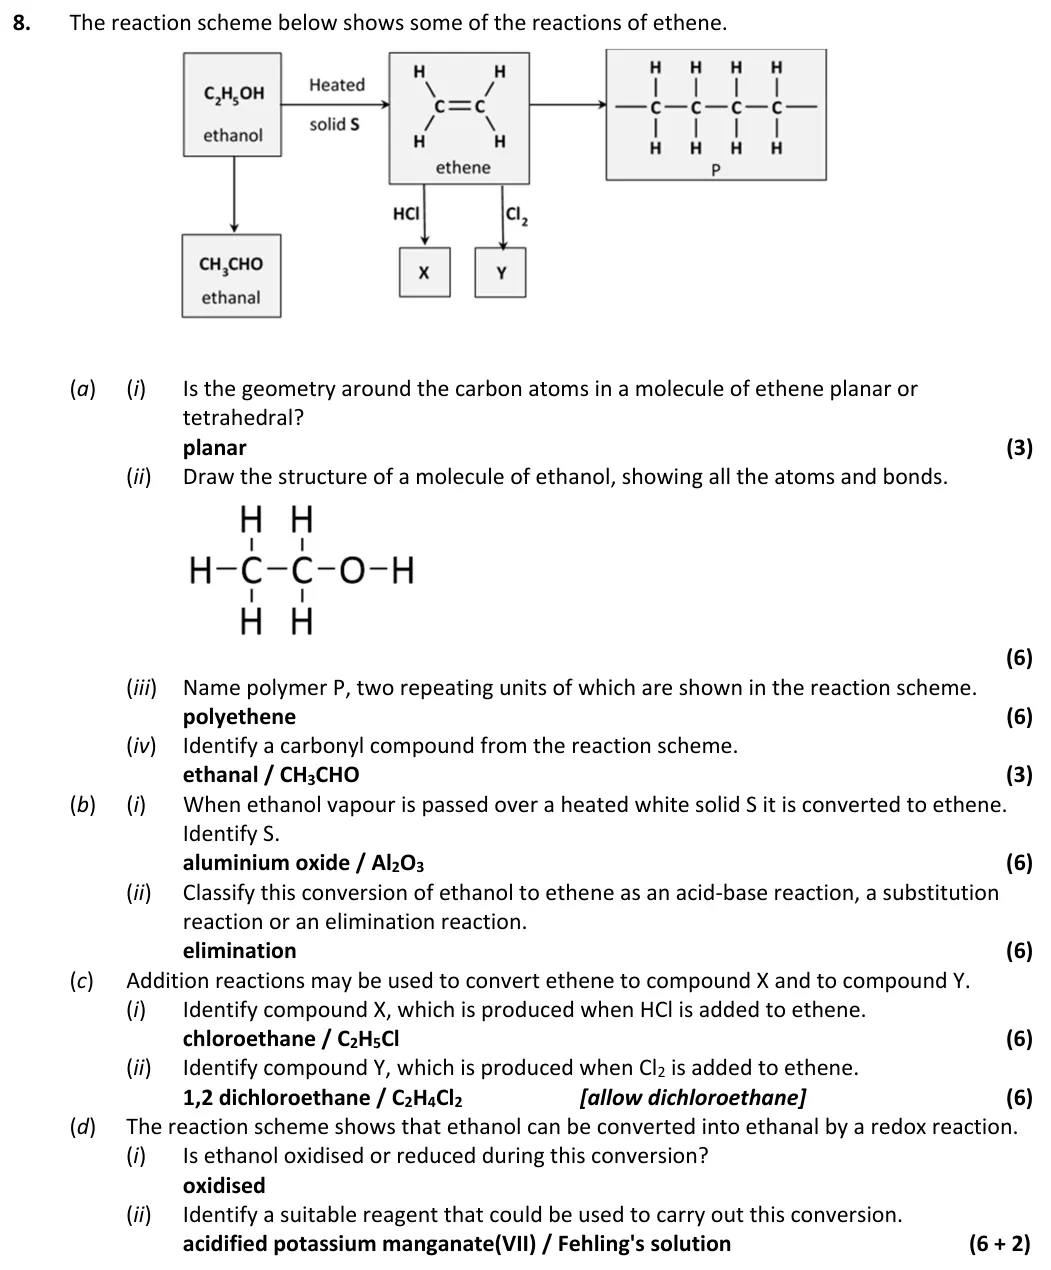 8. The reaction scheme below shows some of the reactions of ethene.
C₂H₅OH
ethanol
Heated
solid S
H H
C=C
H H
ethene
H H H H
—C—C—C—C—
H H H H
P
HCl
Cl₂
CH₃CHO
ethanal
X
Y
(a) (i) Is the geometry around the carbon atoms in a molecule of ethene planar or
tetrahedral?
planar (3)
(ii) Draw the structure of a molecule of ethanol, showing all the atoms and bonds.
H H
H–C–C–O–H
H H
(6)
(iii) Name polymer P, two repeating units of which are shown in the reaction scheme.
polyethene (6)
(iv) Identify a carbonyl compound from the reaction scheme.
ethanal / CH₃CHO (3)
(b) (i) When ethanol vapour is passed over a heated white solid S it is converted to ethene.
Identify S.
aluminium oxide / Al₂O₃ (6)
(ii) Classify this conversion of ethanol to ethene as an acid-base reaction, a substitution
reaction or an elimination reaction.
elimination (6)
(c) Addition reactions may be used to convert ethene to compound X and to compound Y.
(i) Identify compound X, which is produced when HCl is added to ethene.
chloroethane / C₂H₅Cl (6)
(ii) Identify compound Y, which is produced when Cl₂ is added to ethene.
1,2 dichloroethane / C₂H₄Cl₂ [allow dichloroethane] (6)
(d) The reaction scheme shows that ethanol can be converted into ethanal by a redox reaction.
(i) Is ethanol oxidised or reduced during this conversion?
oxidised
(ii) Identify a suitable reagent that could be used to carry out this conversion.
acidified potassium manganate(VII) / Fehling's solution (6 + 2)